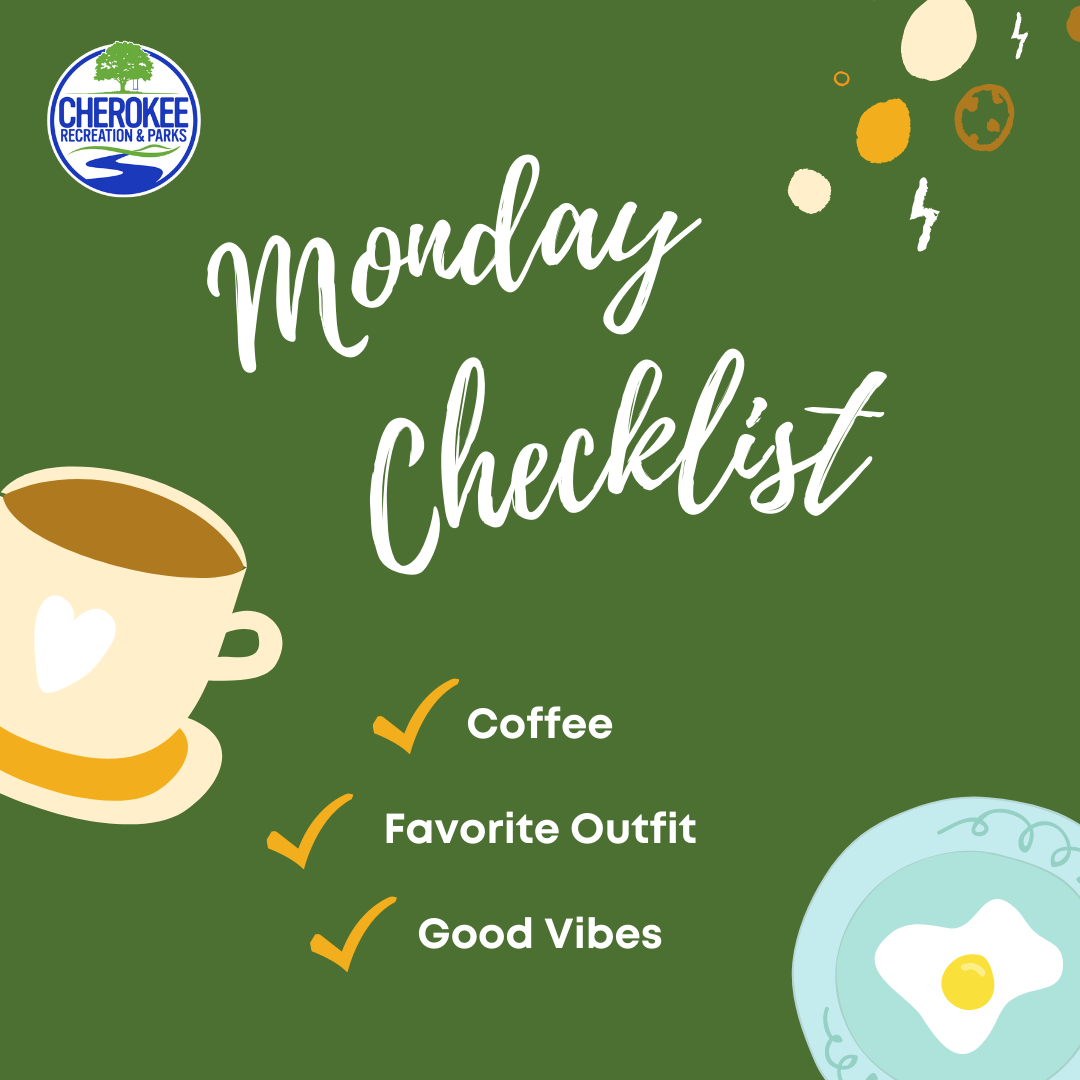 CHEROKEE
RECREATION & PARKS
Monday
Checklist
Coffee
Favorite Outfit
Good Vibes